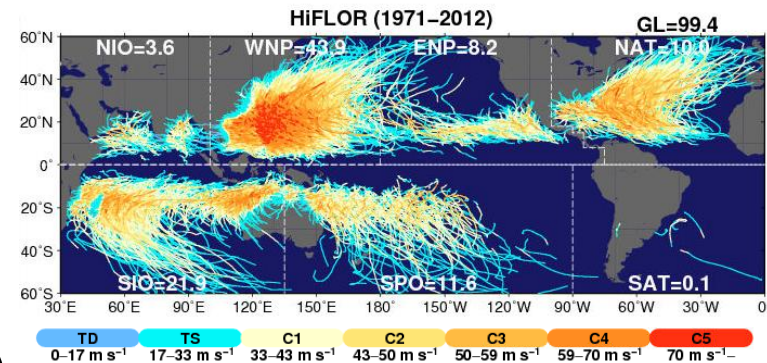 HiFLOR (1971−2012)
GL=99.4
60˚N
NIO=3.6 WNP=43.9 ENP=8.2 NAT=10.0
40˚N
20˚N
0˚
20˚S
40˚S
SIO=21.9 SPO=11.6 SAT=0.1
60˚S
30˚E 60˚E 90˚E 120˚E 150˚E 180˚ 150˚W 120˚W 90˚W 60˚W 30˚W 0
TD TS C1 C2 C3 C4 C5
0−17 m s⁻¹ 17−33 m s⁻¹ 33−43 m s⁻¹ 43−50 m s⁻¹ 50−59 m s⁻¹ 59−70 m s⁻¹ 70 m s⁻¹